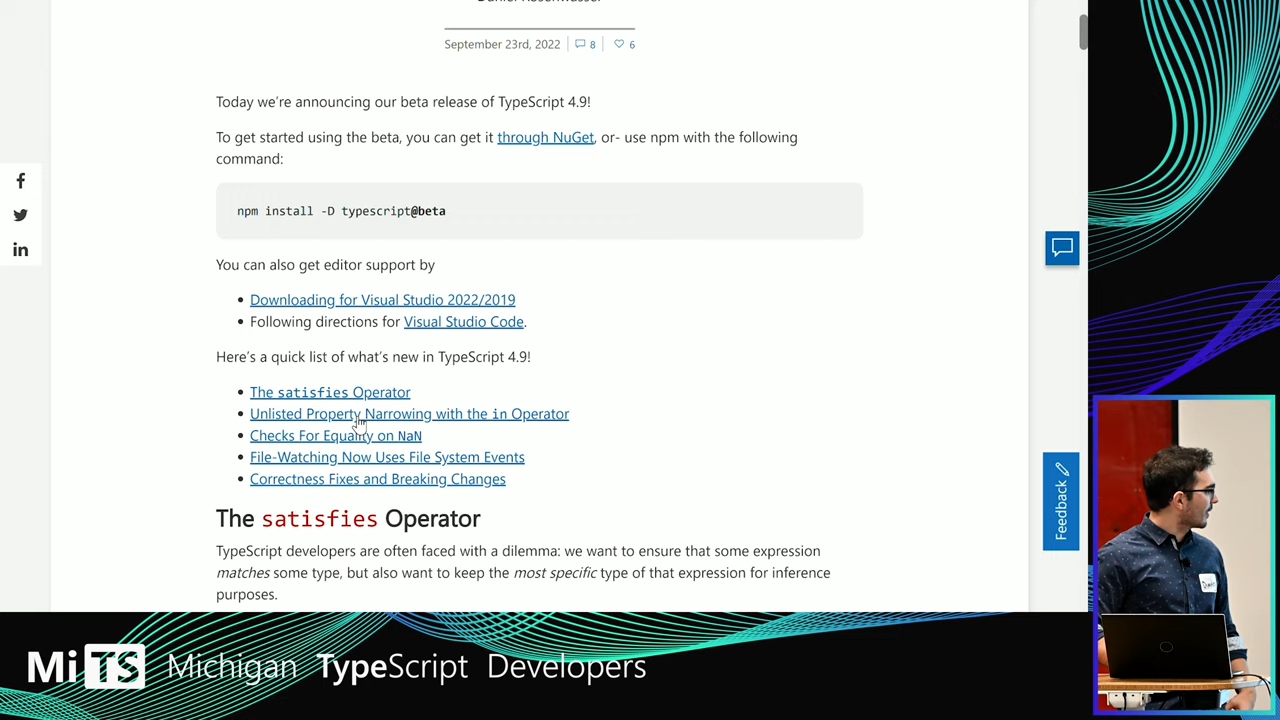 September 23rd, 2022 8 6
Today we're announcing our beta release of TypeScript 4.9!
To get started using the beta, you can get it through NuGet, or- use npm with the following
command:
npm install -D typescript@beta
You can also get editor support by
• Downloading for Visual Studio 2022/2019
• Following directions for Visual Studio Code.
Here's a quick list of what's new in TypeScript 4.9!
• The satisfies Operator
• Unlisted Property Narrowing with the in Operator
• Checks For Equality on NaN
• File-Watching Now Uses File System Events
• Correctness Fixes and Breaking Changes
The satisfies Operator
TypeScript developers are often faced with a dilemma: we want to ensure that some expression
matches some type, but also want to keep the most specific type of that expression for inference
purposes.
Feedback
MiTS Michigan TypeScript Developers